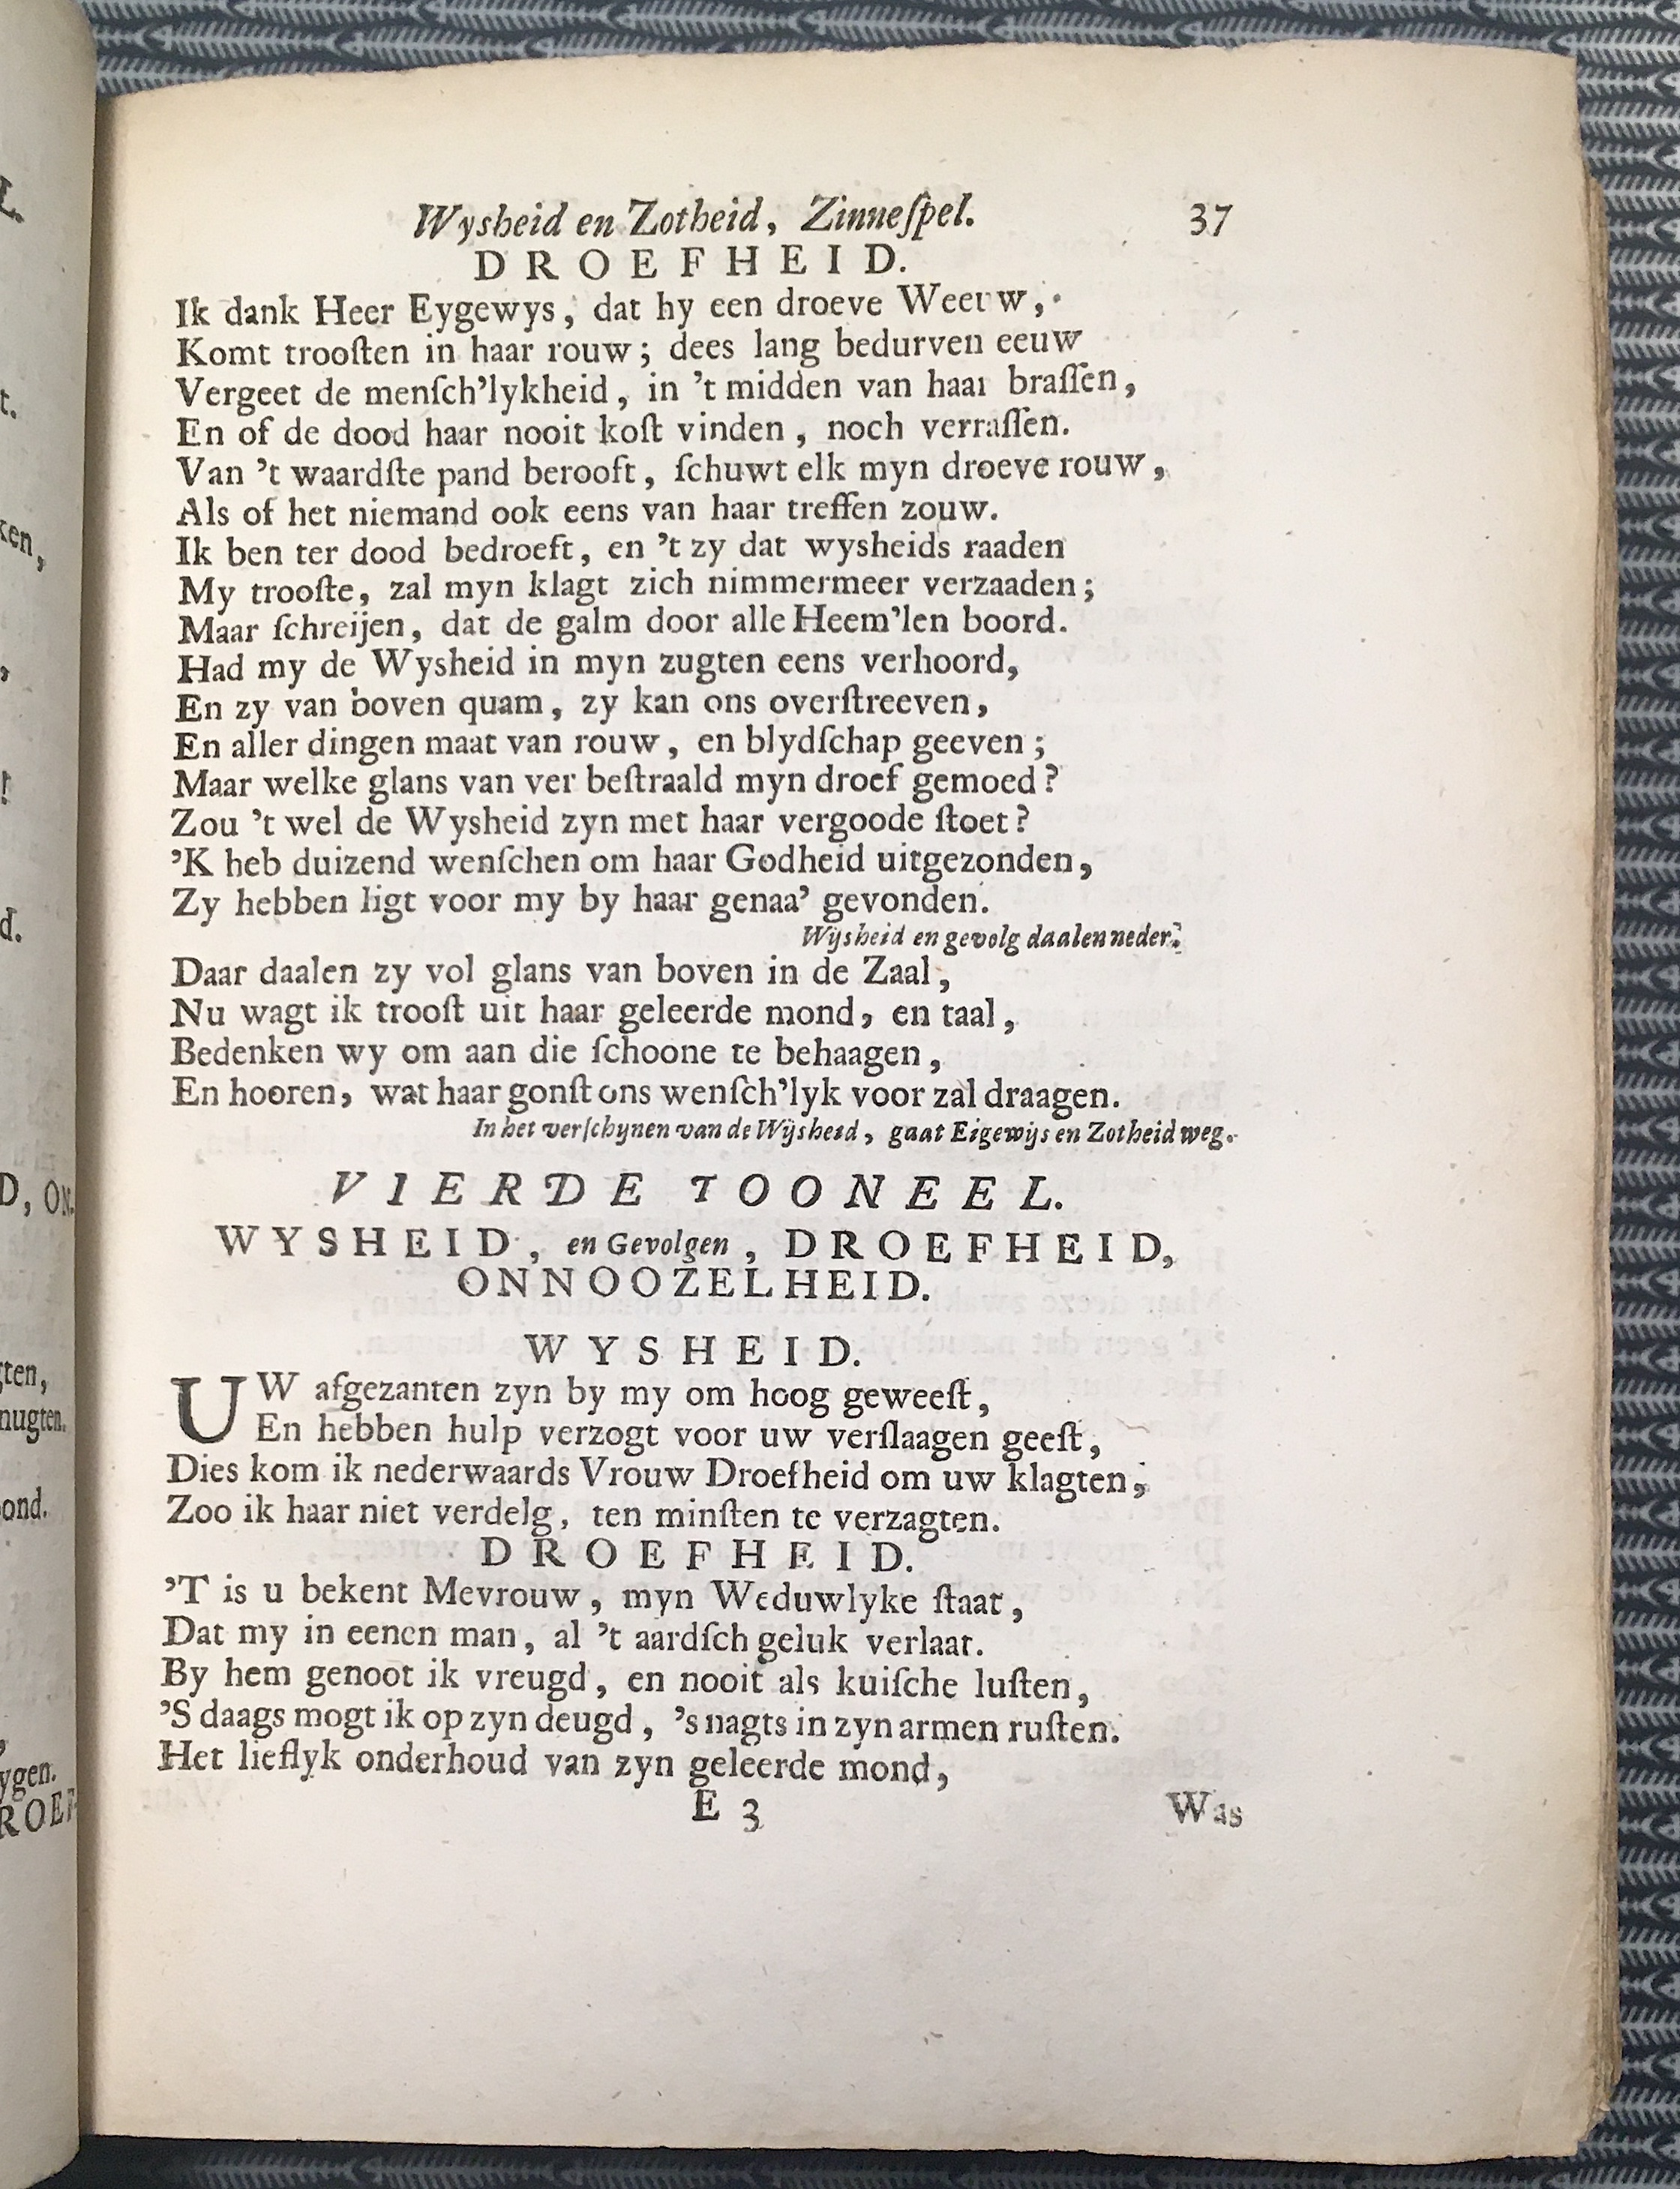 Wysheid en Zotheid, Zinneſpel. 37
DROEFHEID.
Ik dank Heer Eygewys, dat hy een droeve Weeuw,
Komt trooſten in haar rouw; dees lang bedurven eeuw
Vergeet de menſch'lykheid, in 't midden van haar braſſen,
En of de dood haar nooit koſt vinden, noch verraſſen.
Van 't waardſte pand berooft, ſchuwt elk myn droeve rouw,
Als of het niemand ook eens van haar treffen zouw.
Ik ben ter dood bedroeft, en 't zy dat wysheids raaden
My trooſte, zal myn klagt zich nimmermeer verzaaden;
Maar ſchreijen, dat de galm door alle Heem'len boord.
Had my de Wysheid in myn zugten eens verhoord,
En zy van boven quam, zy kan ons overſtreeven,
En aller dingen maat van rouw, en blydſchap geeven;
Maar welke glans van ver beſtraald myn droef gemoed?
Zou 't wel de Wysheid zyn met haar vergoode ſtoet?
'K heb duizend wenſchen om haar Godheid uitgezonden,
Zy hebben ligt voor my by haar genaa' gevonden.
Wijsheid en gevolg daalen neder.
Daar daalen zy vol glans van boven in de Zaal,
Nu wagt ik trooſt uit haar geleerde mond, en taal,
Bedenken wy om aan die ſchoone te behaagen,
En hooren, wat haar gonſt ons wenſch'lyk voor zal draagen.
In het verſchynen van de Wijsheid, gaat Eigewijs en Zotheid weg.
VIERDE TOONEEL.
WYSHEID, en Gevolgen, DROEFHEID,
ONNOOZELHEID.
WYSHEID.
UW afgezanten zyn by my om hoog geweeſt,
En hebben hulp verzogt voor uw verſlaagen geeſt,
Dies kom ik nederwaards Vrouw Droefheid om uw klagten,
Zoo ik haar niet verdelg, ten minſten te verzagten.
DROEFHEID.
'T is u bekent Mevrouw, myn Weduwlyke ſtaat,
Dat my in eenen man, al 't aardſch geluk verlaat.
By hem genoot ik vreugd, en nooit als kuiſche luſten,
'S daags mogt ik op zyn deugd, 's nagts in zyn armen ruſten.
Het lieflyk onderhoud van zyn geleerde mond,
E 3 Was